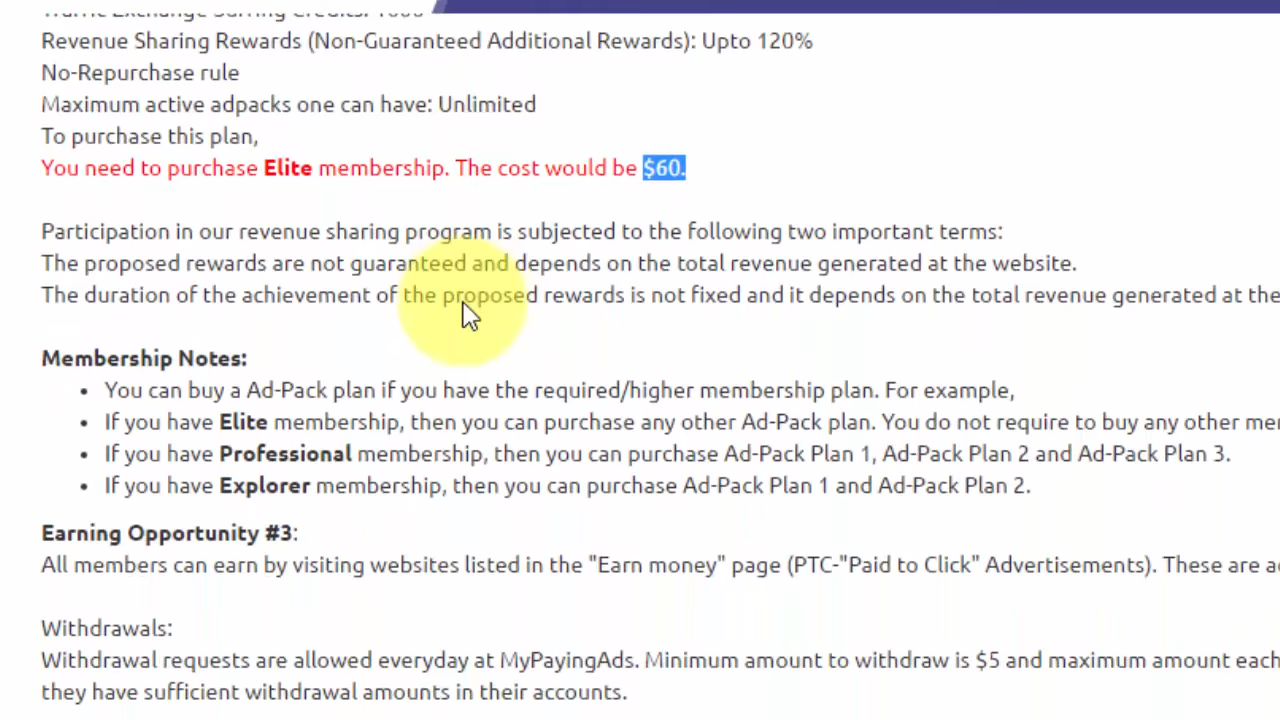 Traffic Exchange Surfing Credits: 1000
Revenue Sharing Rewards (Non-Guaranteed Additional Rewards): Upto 120%
No-Repurchase rule
Maximum active adpacks one can have: Unlimited
To purchase this plan,
You need to purchase Elite membership. The cost would be $60.
Participation in our revenue sharing program is subjected to the following two important terms:
The proposed rewards are not guaranteed and depends on the total revenue generated at the website.
The duration of the achievement of the proposed rewards is not fixed and it depends on the total revenue generated at the
Membership Notes:
• You can buy a Ad-Pack plan if you have the required/higher membership plan. For example,
• If you have Elite membership, then you can purchase any other Ad-Pack plan. You do not require to buy any other
• If you have Professional membership, then you can purchase Ad-Pack Plan 1, Ad-Pack Plan 2 and Ad-Pack Plan 3.
• If you have Explorer membership, then you can purchase Ad-Pack Plan 1 and Ad-Pack Plan 2.
Earning Opportunity #3:
All members can earn by visiting websites listed in the "Earn money" page (PTC-"Paid to Click" Advertisements). These are
Withdrawals:
Withdrawal requests are allowed everyday at MyPayingAds. Minimum amount to withdraw is $5 and maximum amount each
they have sufficient withdrawal amounts in their accounts.